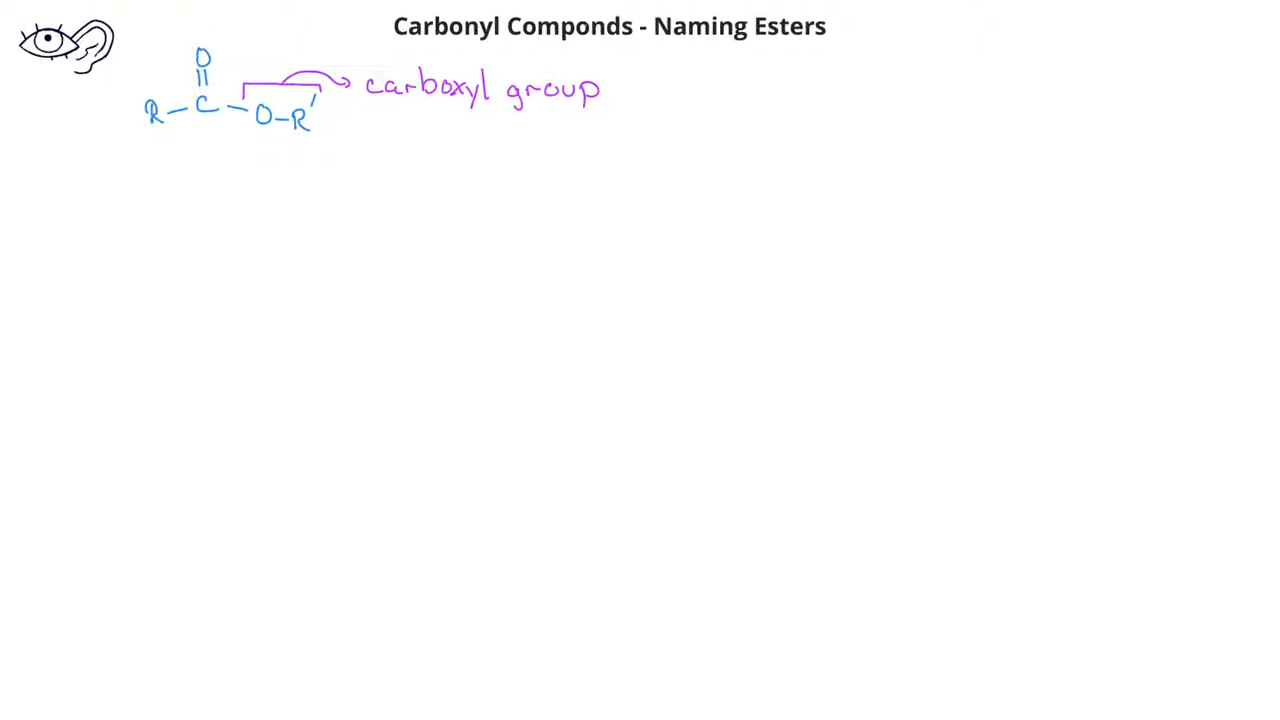 Carbonyl Componds - Naming Esters
O
R - C - O - R'
carboxyl group